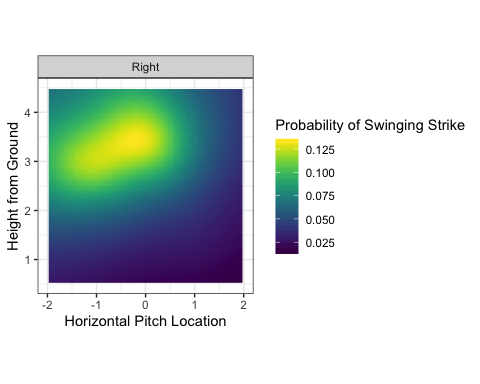 Right
Height from Ground
4
3
2
1
-2 -1 0 1 2
Horizontal Pitch Location
Probability of Swinging Strike
0.125
0.100
0.075
0.050
0.025